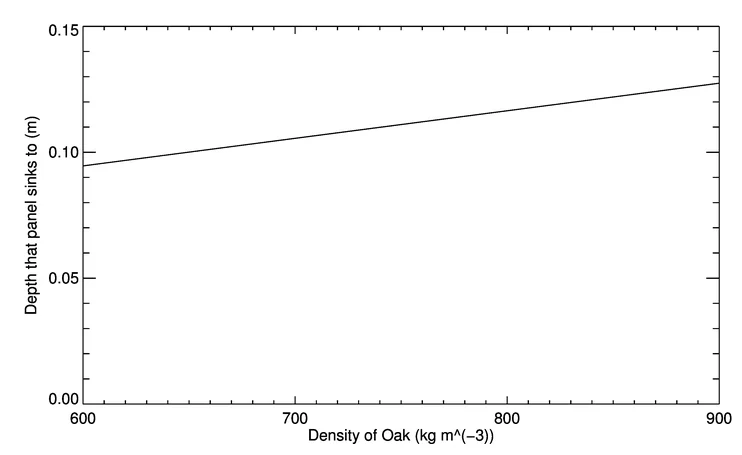 0.15
0.10
0.05
0.00
Depth that panel sinks to (m)
600 700 800 900
Density of Oak (kg m^(−3))